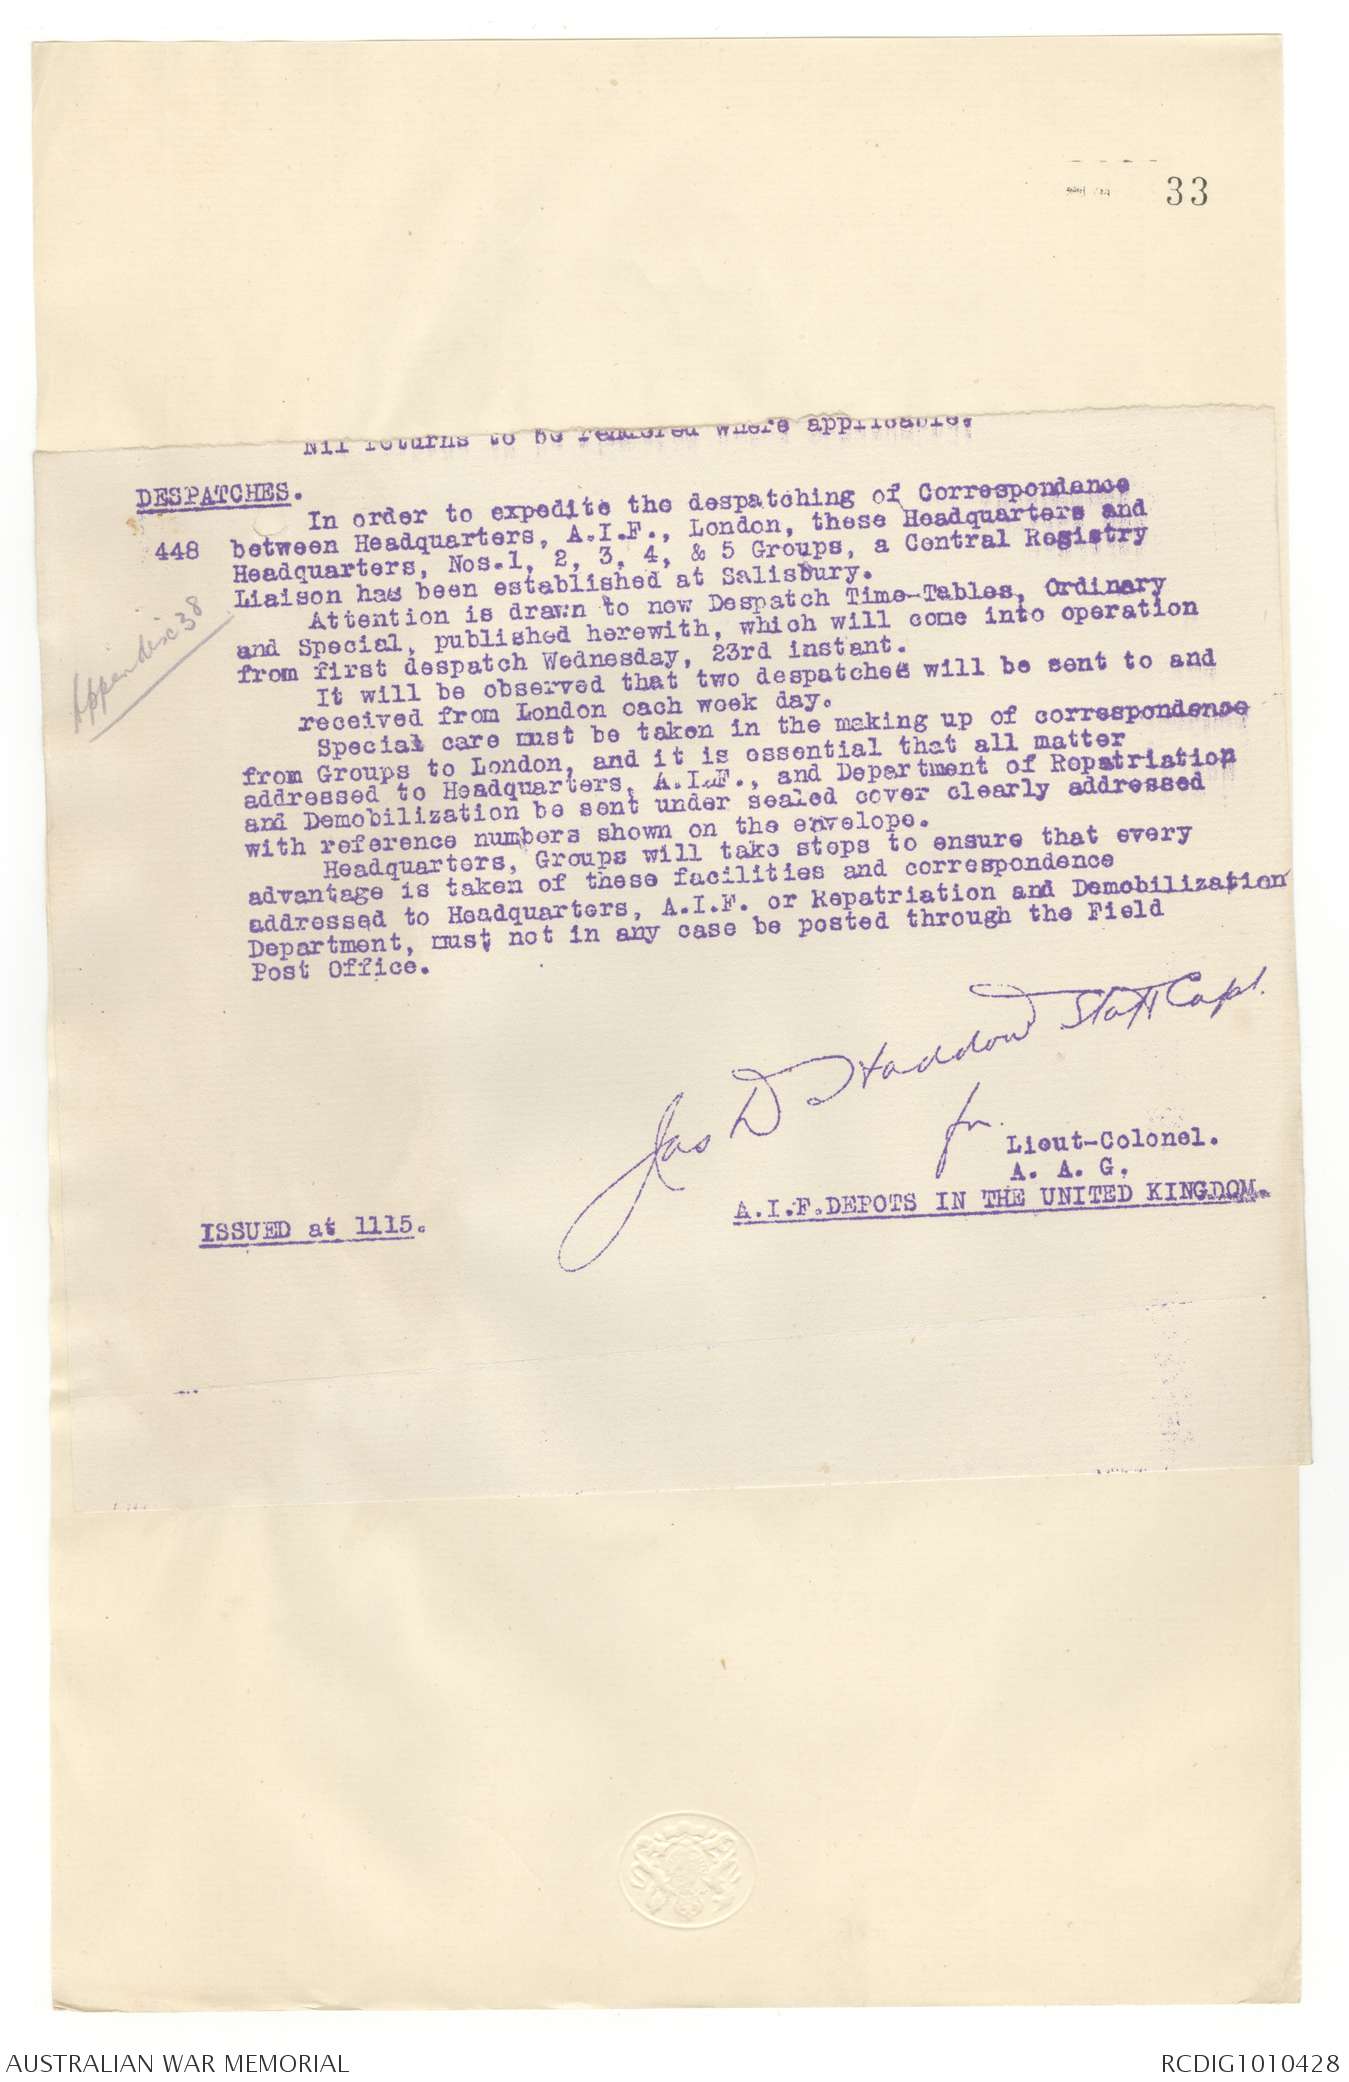 33
Nil returns to be rendered where applicable.
DESPATCHES.
In order to expedite the despatching of Correspondence
448 between Headquarters, A.I.F., London, these Headquarters and
Headquarters, Nos.1, 2, 3, 4, & 5 Groups, a Central Registry
Liaison has been established at Salisbury.
Attention is drawn to new Despatch Time-Tables, Ordinary
and Special, published herewith, which will come into operation
from first despatch Wednesday, 23rd instant.
It will be observed that two despatches will be sent to and
received from London each week day.
Special care must be taken in the making up of correspondence
from Groups to London, and it is essential that all matter
addressed to Headquarters, A.I.F., and Department of Repatriation
and Demobilization be sent under sealed cover clearly addressed
with reference numbers shown on the envelope.
Headquarters, Groups will take steps to ensure that every
advantage is taken of these facilities and correspondence
addressed to Headquarters, A.I.F. or Repatriation and Demobilization
Department, must not in any case be posted through the Field
Post Office.
Appendix 38
Jas D Haddow Staff Capt.
for
Lieut-Colonel.
A. A. G.
A.I.F.DEPOTS IN THE UNITED KINGDOM.
ISSUED at 1115.
AUSTRALIAN WAR MEMORIAL
RCDIG1010428